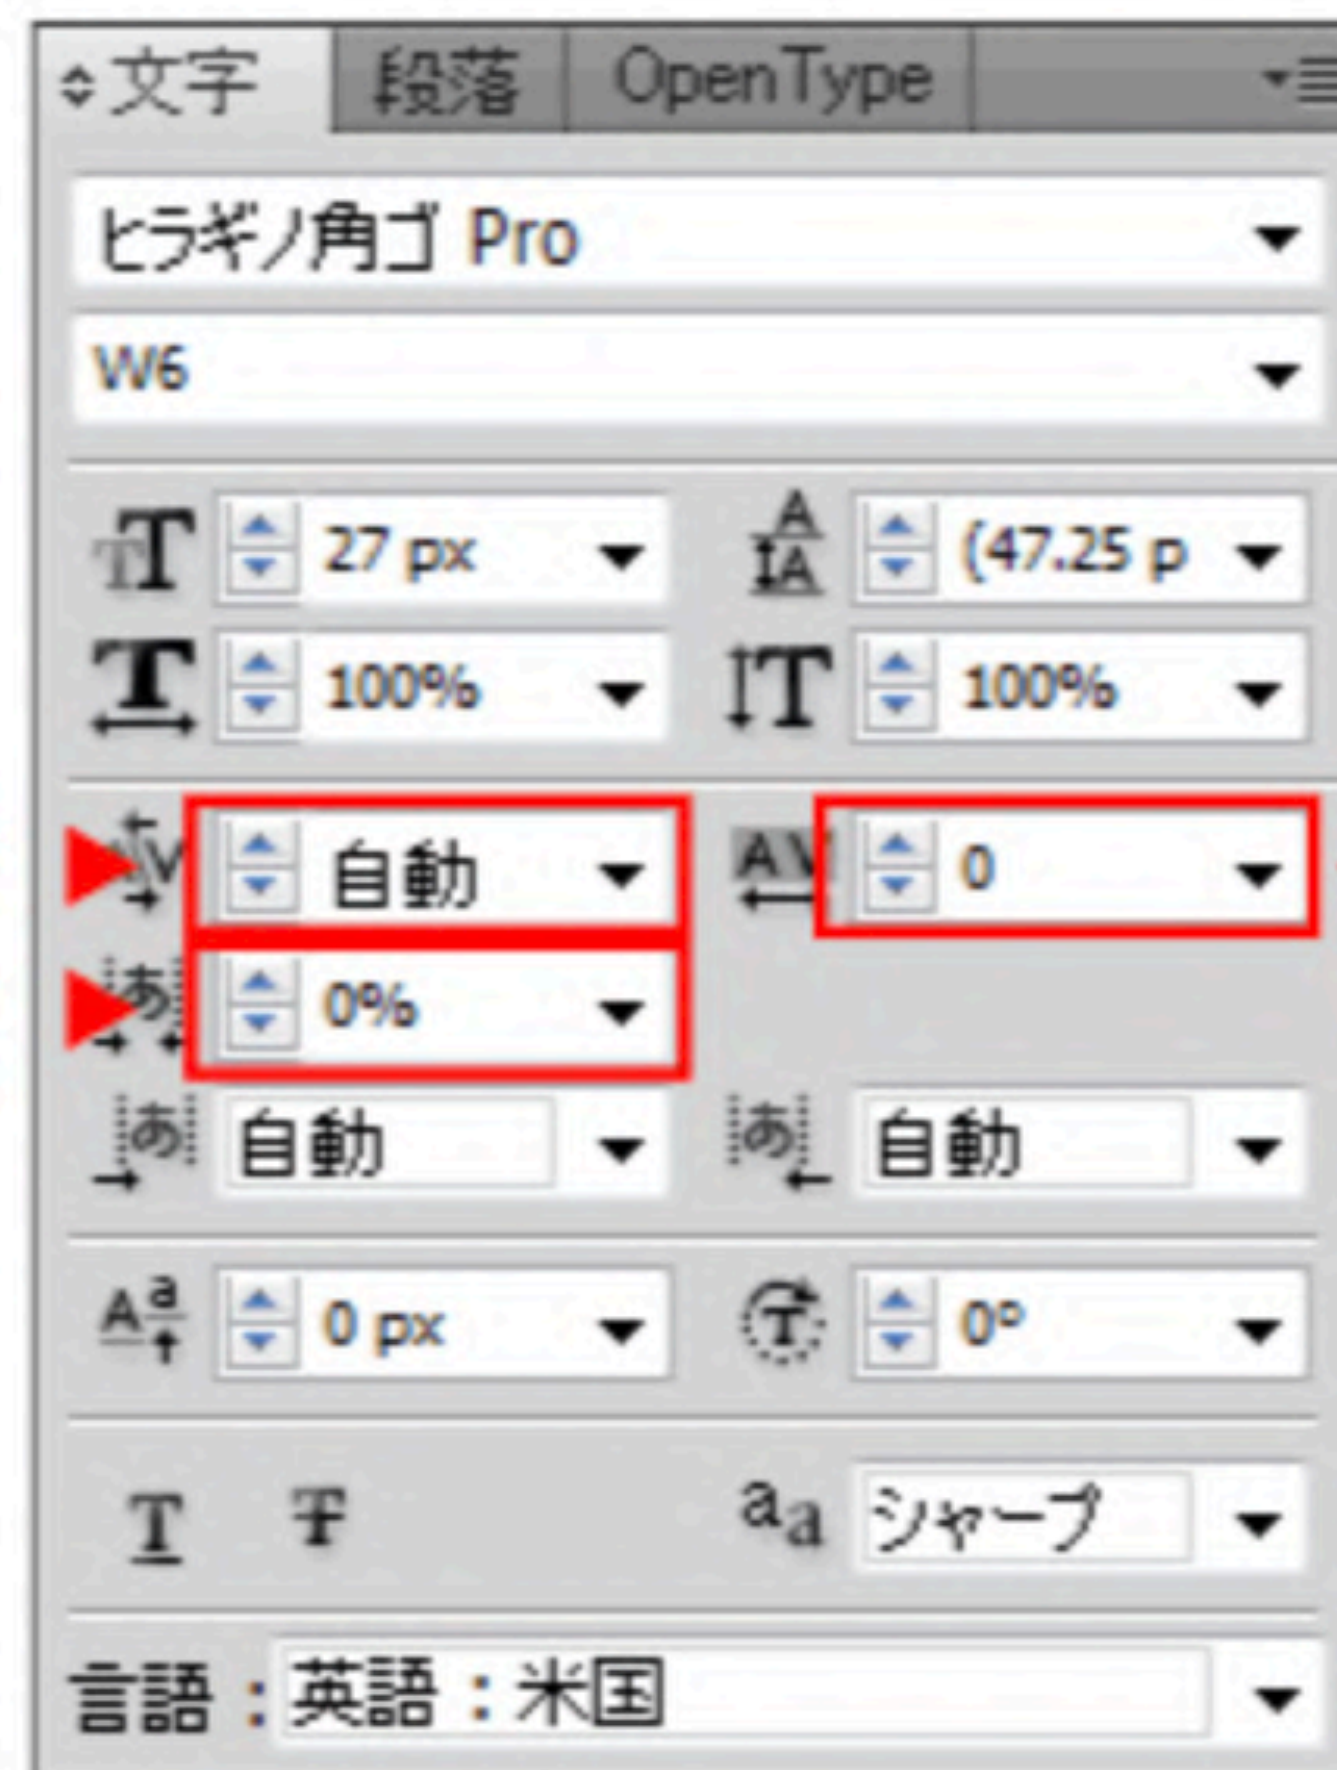 文字 段落 OpenType
ヒラギノ角ゴ Pro
W6
27 px (47.25 p
100% 100%
自動 0
0%
自動 自動
0 px 0°
シャープ
言語：英語：米国